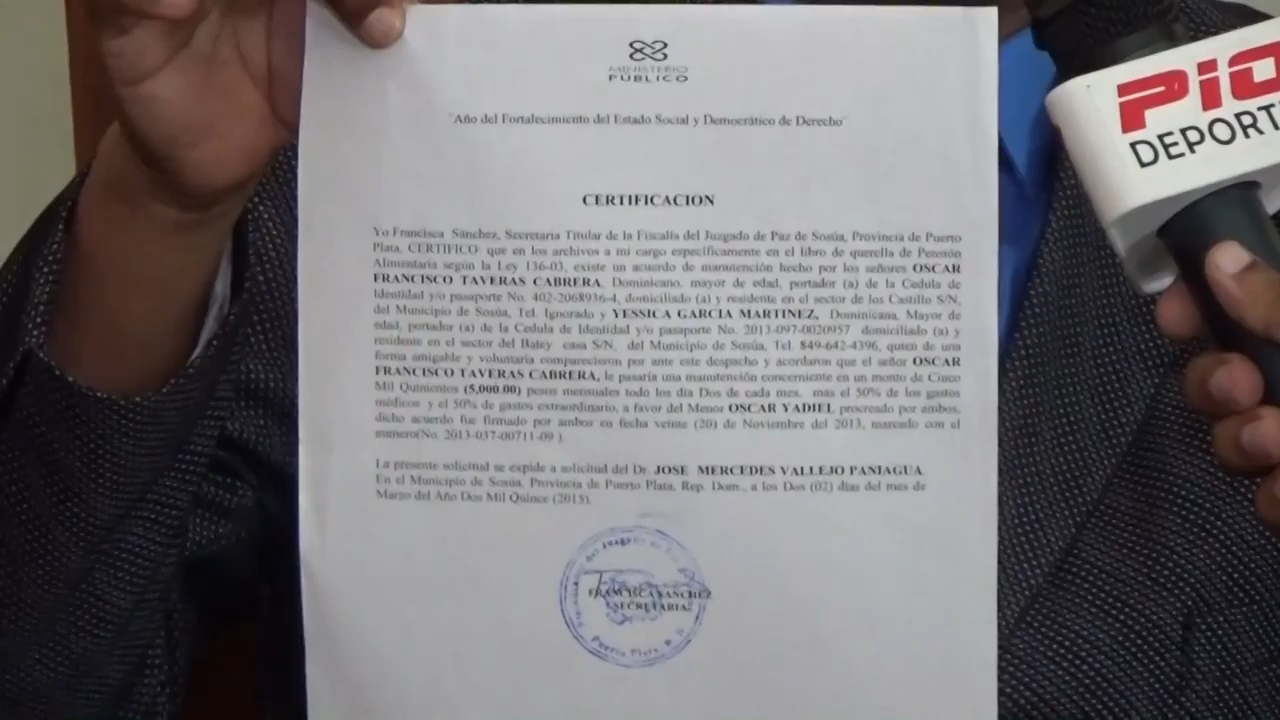 MINISTERIO
PÚBLICO
"Año del Fortalecimiento del Estado Social y Democrático de Derecho"
CERTIFICACION
Yo Francisca Sánchez, Secretaria Titular de la Fiscalía del Juzgado de Paz de Sosúa, Provincia de Puerto
Plata, CERTIFICO que en los archivos a mi cargo específicamente en el libro de querella de Pensión
Alimentaria según la Ley 136-03, existe un acuerdo de manutención hecho por los señores OSCAR
FRANCISCO TAVERAS CABRERA, Dominicano, mayor de edad, portador (a) de la Cedula de
Identidad y/o pasaporte No. 402-2068936-4, domiciliado (a) y residente en el sector de los Castillo S/N,
del Municipio de Sosúa, Tel. Ignorado y YESSICA GARCIA MARTINEZ, Dominicana, Mayor de
edad, portador (a) de la Cedula de Identidad y/o pasaporte No. 2013-097-0020957 domiciliado (a) y
residente en el sector del Batey casa S/N, del Municipio de Sosúa, Tel. 849-642-4396, quien de una
forma amigable y voluntaria comparecieron por ante este despacho y acordaron que el señor OSCAR
FRANCISCO TAVERAS CABRERA, le pasaría una manutención concerniente en un monto de Cinco
Mil Quinientos (5,000.00) pesos mensuales todo los día Dos de cada mes, mas el 50% de los gastos
médicos y el 50% de gastos extraordinario, a favor del Menor OSCAR YADIEL procreado por ambos,
dicho acuerdo fue firmado por ambos en fecha veinte (20) de Noviembre del 2013, marcado con el
numero(No. 2013-037-00711-09 ).
La presente solicitud se expide a solicitud del Dr. JOSE MERCEDES VALLEJO PANIAGUA.
En el Municipio de Sosúa, Provincia de Puerto Plata, Rep. Dom., a los Dos (02) días del mes de
Marzo del Año Dos Mil Quince (2015).
del Juzgado de
FRANCISCA SANCHEZ
SECRETARIA
Puerto Plata, R. D.
PIO
DEPORT